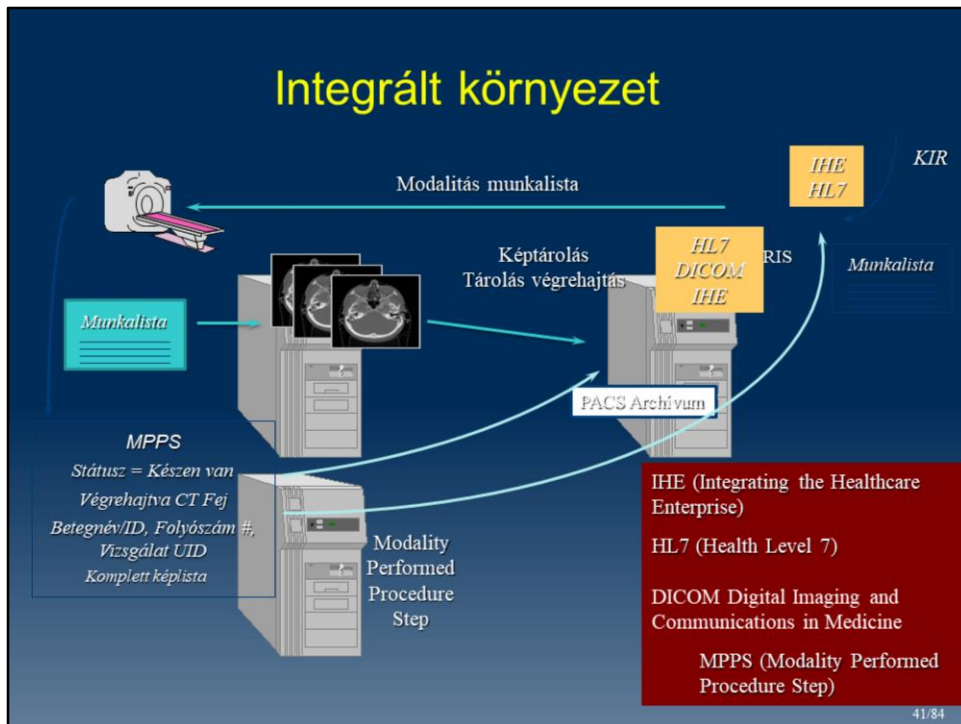 Integrált környezet
IHE
HL7
KIR
Modalitás munkalista
Képtárolás
Tárolás végrehajtás
HL7
DICOM
IHE
RIS
Munkalista
Munkalista
PACS Archivum
MPPS
Státusz = Készen van
Végrehajtva CT Fej
Betegnév/ID, Folyószám #,
Vizsgálat UID
Komplett képlista
Modality
Performed
Procedure
Step
IHE (Integrating the Healthcare
Enterprise)
HL7 (Health Level 7)
DICOM Digital Imaging and
Communications in Medicine
MPPS (Modality Performed
Procedure Step)
41/84